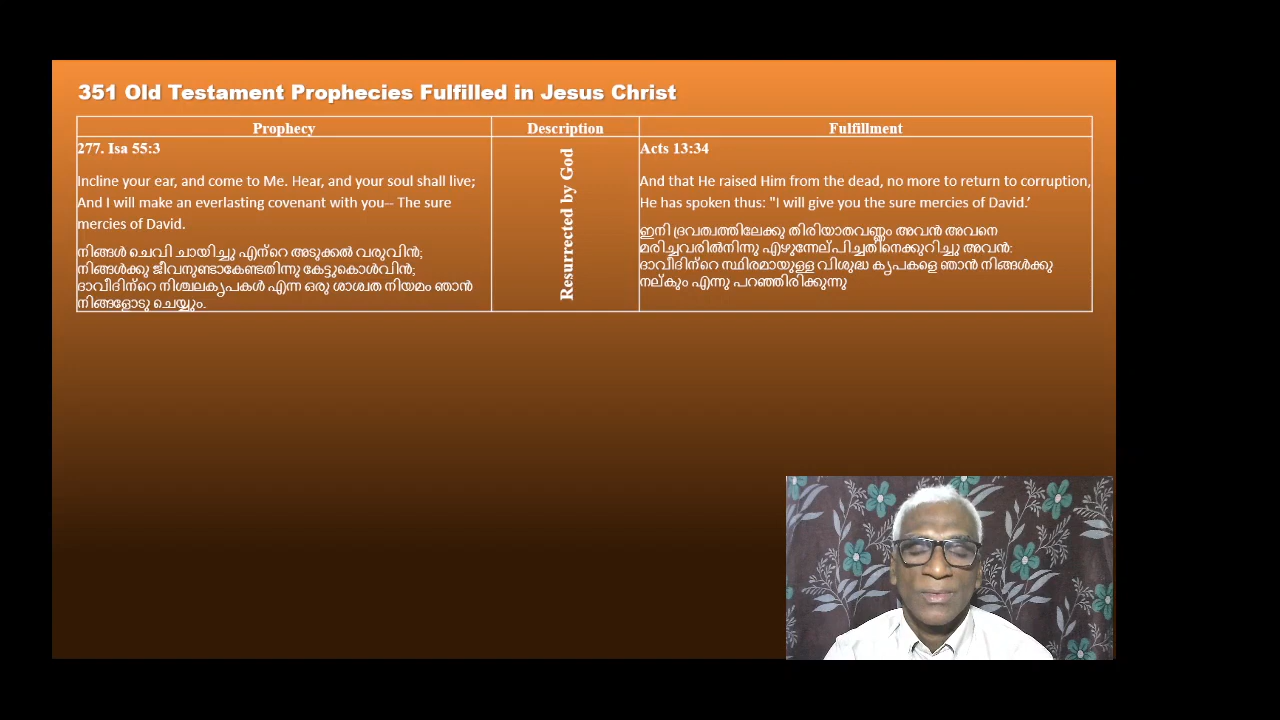 351 Old Testament Prophecies Fulfilled in Jesus Christ
Prophecy
Description
Fulfillment
277. Isa 55:3
Incline your ear, and come to Me. Hear, and your soul shall live;
And I will make an everlasting covenant with you-- The sure
mercies of David.
നിങ്ങൾ ചെവി ചായിച്ചു എന്റെ അടുക്കൽ വരുവിൻ;
നിങ്ങൾക്കു ജീവനുണ്ടാകേണ്ടതിന്നു കേട്ടുകൊൾവിൻ;
ദാവീദിന്റെ നിശ്ചലകൃപകൾ എന്ന ഒരു ശാശ്വത നിയമം ഞാൻ
നിങ്ങളോടു ചെയ്യും.
Resurrected by God
Acts 13:34
And that He raised Him from the dead, no more to return to corruption,
He has spoken thus: "I will give you the sure mercies of David.’
ഇനി ദ്രവത്വത്തിലേക്കു തിരിയാതവണ്ണം അവൻ അവനെ
മരിച്ചവരിൽനിന്നു എഴുന്നേല്പിച്ചതിനെക്കുറിച്ചു അവൻ:
ദാവീദിന്റെ സ്ഥിരമായുള്ള വിശുദ്ധ കൃപകളെ ഞാൻ നിങ്ങൾക്കു
നല്കും എന്നു പറഞ്ഞിരിക്കുന്നു